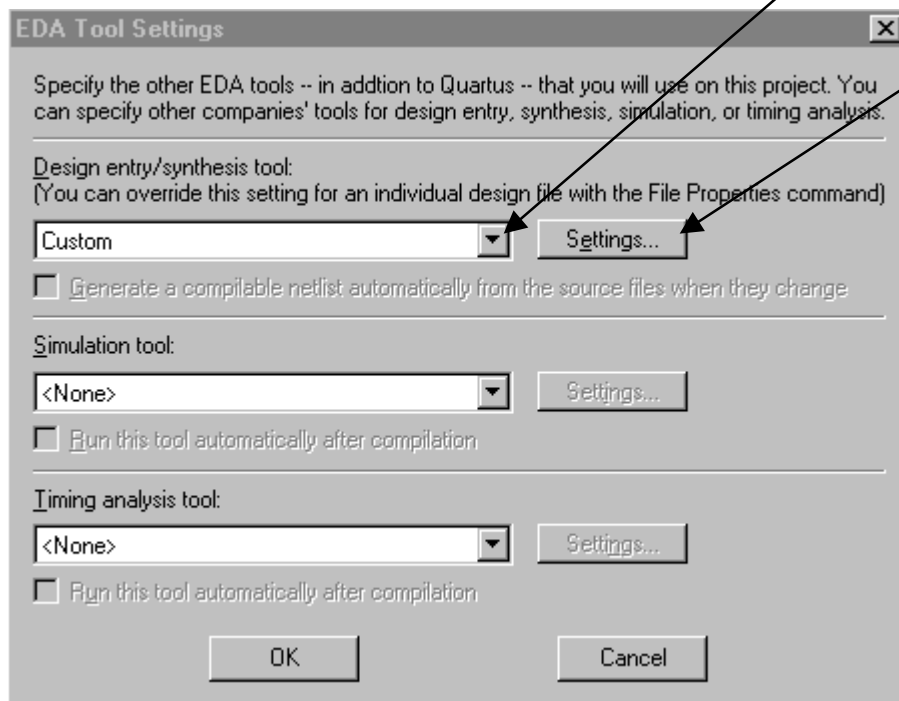 EDA Tool Settings
Specify the other EDA tools -- in addtion to Quartus -- that you will use on this project. You
can specify other companies' tools for design entry, synthesis, simulation, or timing analysis.
Design entry/synthesis tool:
(You can override this setting for an individual design file with the File Properties command)
Custom
Settings...
Generate a compilable netlist automatically from the source files when they change
Simulation tool:
<None>
Settings...
Run this tool automatically after compilation
Timing analysis tool:
<None>
Settings...
Run this tool automatically after compilation
OK
Cancel